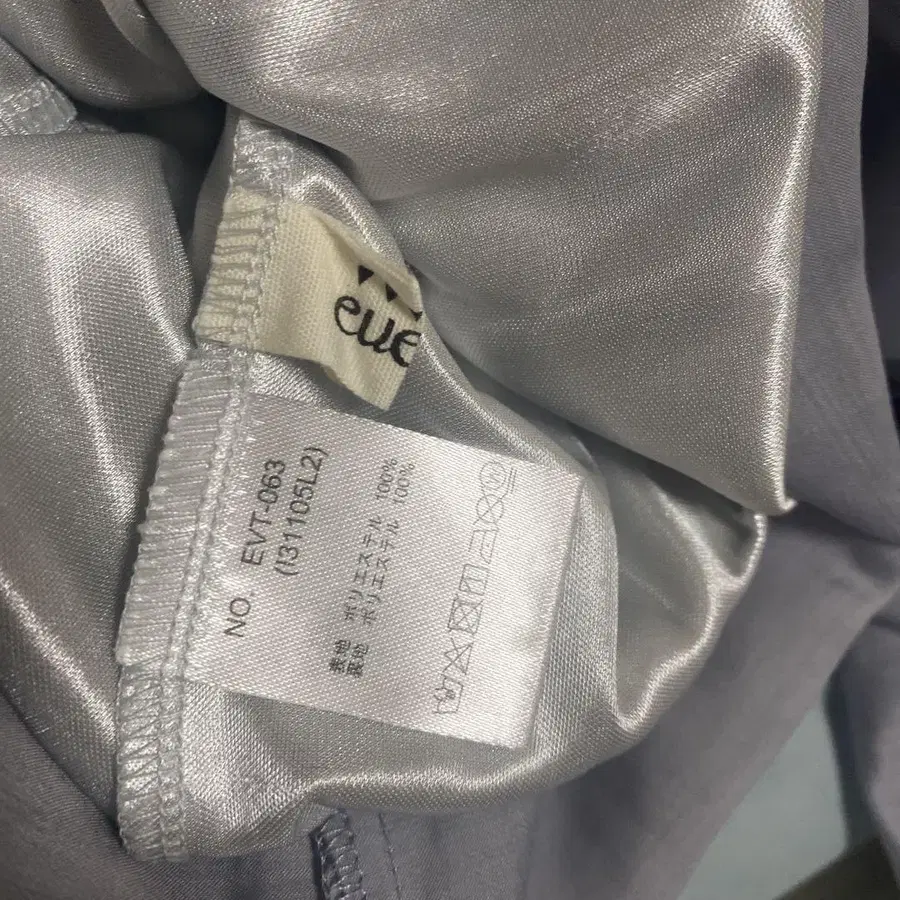 eue
NO. EVT-063
(I31105L2)
表地 ポリエステル 100%
裏地 ポリエステル 100%